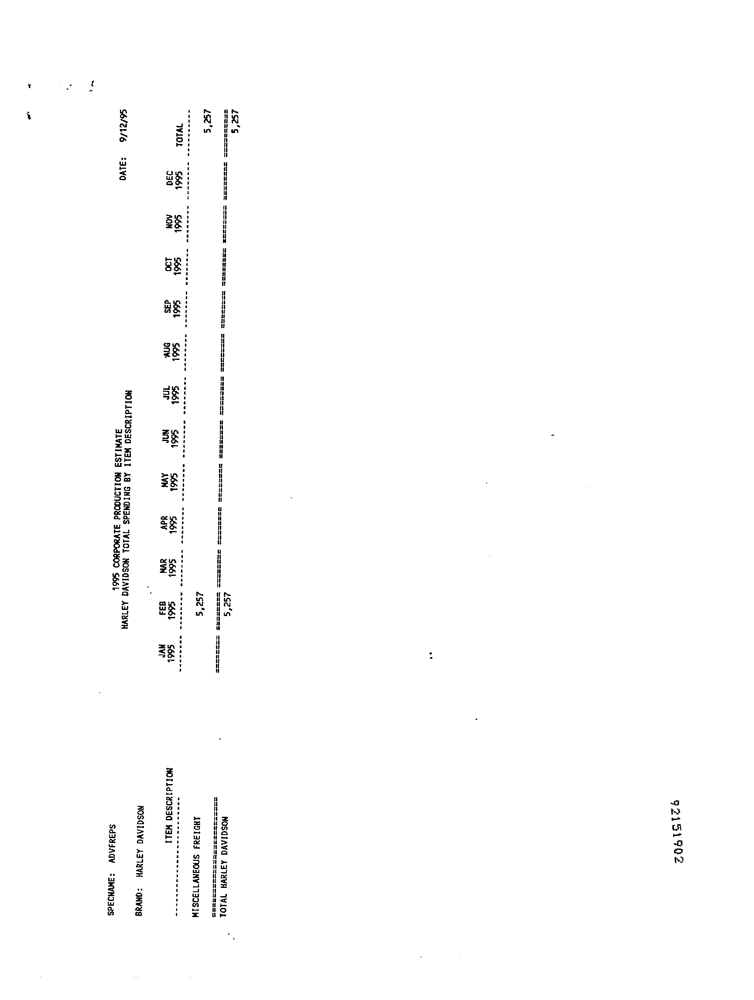 SPECNAME: ADVFREPS
1995 CORPORATE PRODUCTION ESTIMATE
DATE: 9/12/95
HARLEY DAVIDSON TOTAL SPENDING BY ITEM DESCRIPTION
BRAND: HARLEY DAVIDSON
JAN FEB MAR APR MAY JUN JUL AUG SEP OCT NOV DEC
ITEM DESCRIPTION 1995 1995 1995 1995 1995 1995 1995 1995 1995 1995 1995 1995 TOTAL
MISCELLANEOUS FREIGHT 5,257 5,257
TOTAL HARLEY DAVIDSON 5,257 5,257
92151902